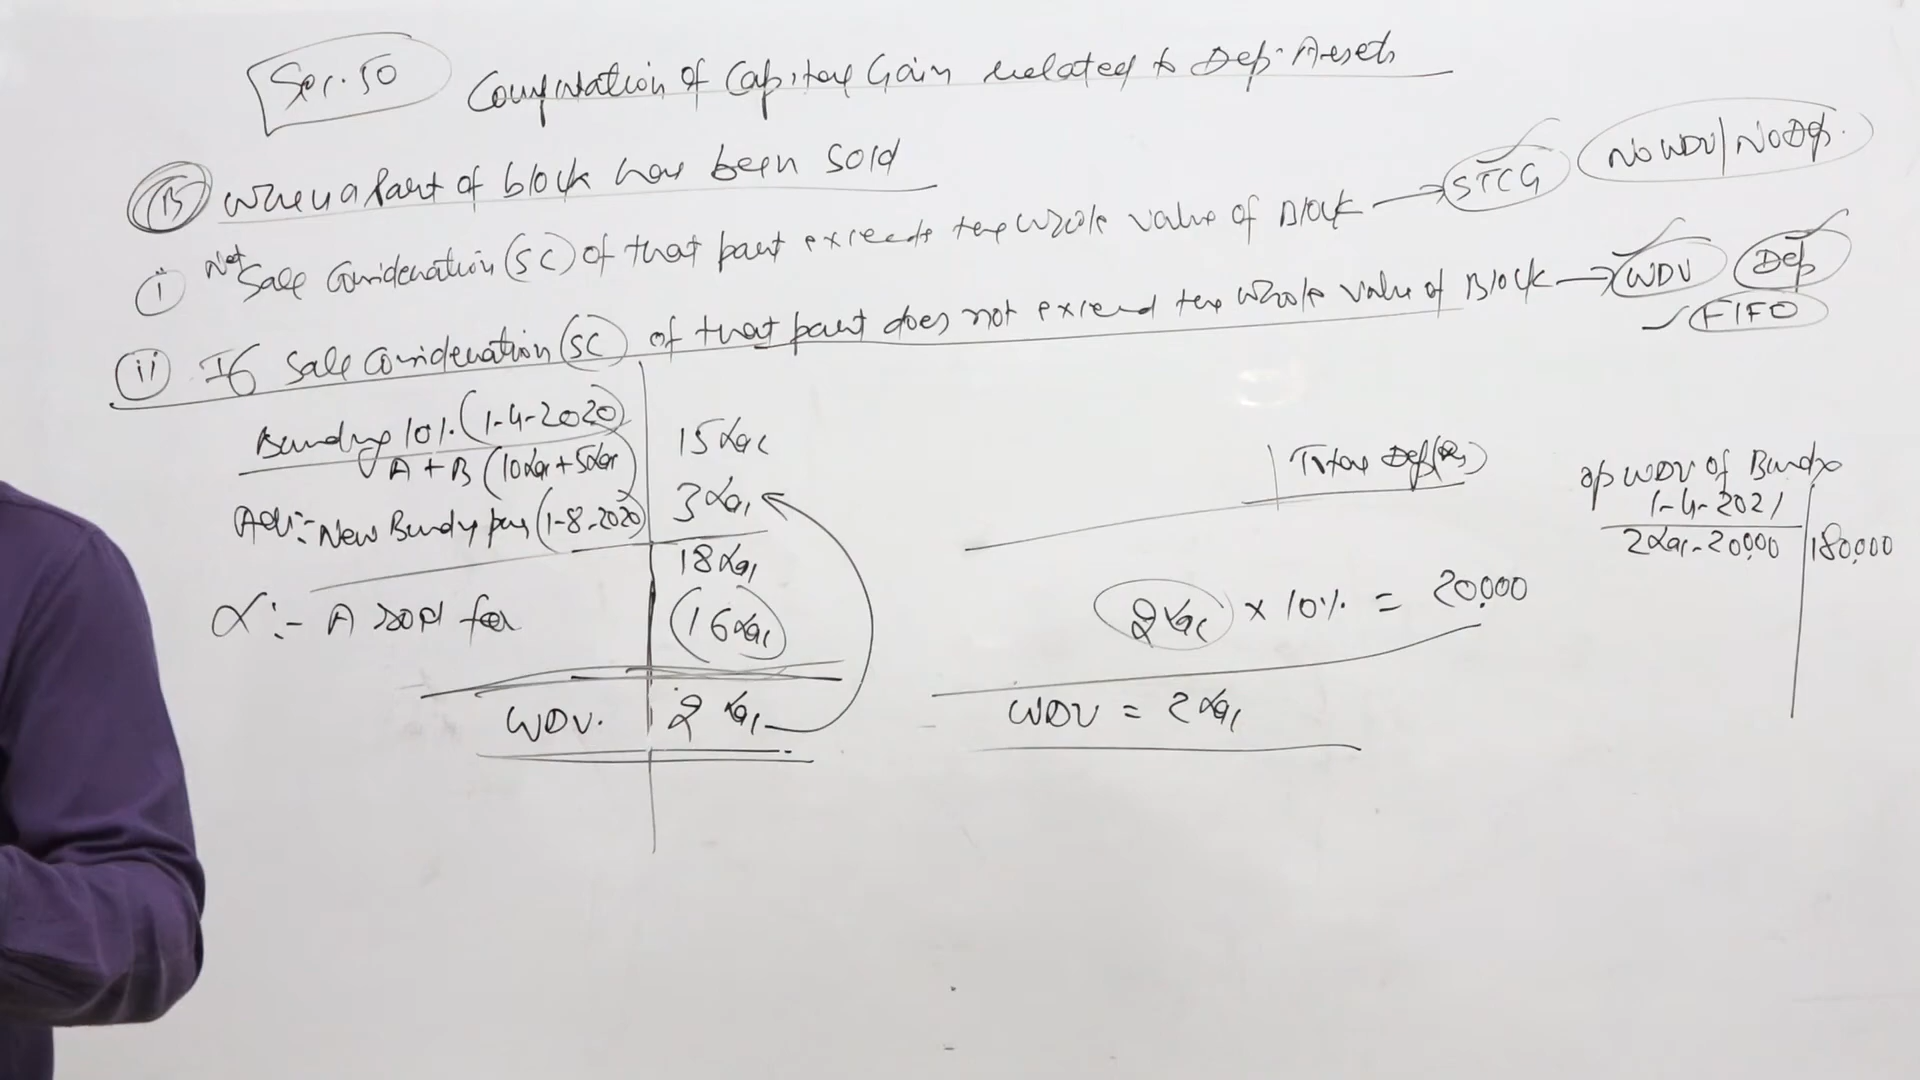 Sec. 50 Computation of Capital Gain related to Dep. Assets
B When a Part of block has been Sold
i Net Sale Consideration (SC) of that part exceeds the whole value of Block → STCG No WDV | No Dep.
ii If Sale Consideration (SC) of that part does not exceed the whole value of Block → WDV Dep
FIFO
Building 10%. (1-4-2020)
A + B (10 Lac + 5 Lac) 15 Lac
Add:- New Building pur (1-8-2020) 3 Lac
18 Lac
A sold for 16 Lac
WDV. 2 Lac
Dep (Rs)
2 Lac × 10% = 20,000
WDV = 2 Lac
op WDV of
1-4-2021
2 Lac - 20,000 180,000